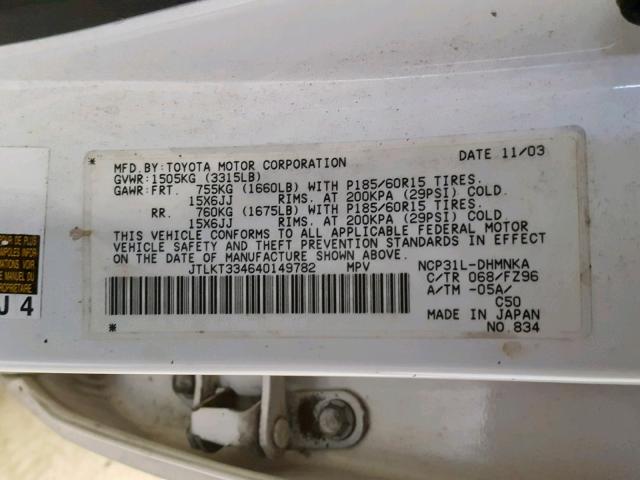 MFD.BY:TOYOTA MOTOR CORPORATION DATE 11/03
GVWR:1505KG (3315LB)
GAWR:FRT. 755KG (1660LB) WITH P185/60R15 TIRES.
15X6JJ RIMS. AT 200KPA (29PSI) COLD.
RR. 760KG (1675LB) WITH P185/60R15 TIRES.
15X6JJ RIMS. AT 200KPA (29PSI) COLD.
THIS VEHICLE CONFORMS TO ALL APPLICABLE FEDERAL MOTOR
VEHICLE SAFETY AND THEFT PREVENTION STANDARDS IN EFFECT
ON THE DATE OF MANUFACTURE SHOWN ABOVE.
JTLKT334640149782 MPV NCP31L-DHMNKA
* *
C/TR 068/FZ96
A/TM -05A/
C50
MADE IN JAPAN
NO.834
DE PLUS
J 4